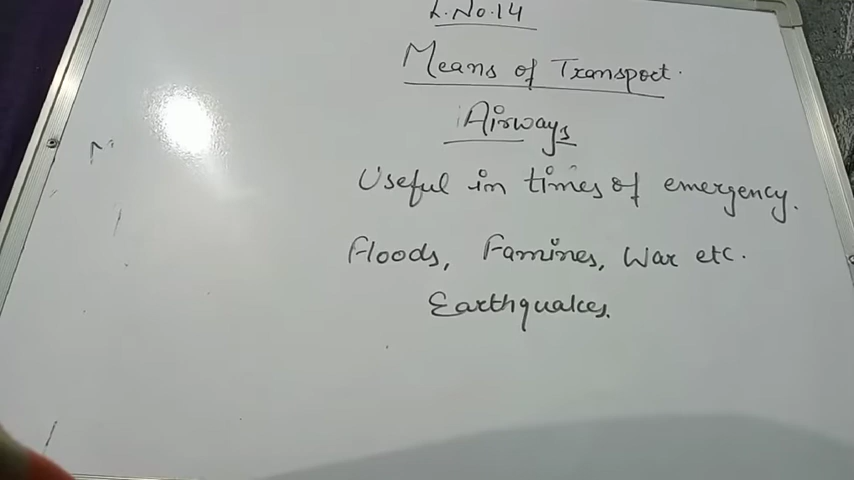 L.No.14
Means of Transport.
Airways
Useful in times of emergency.
Floods, Famines, War etc.
Earthquakes.